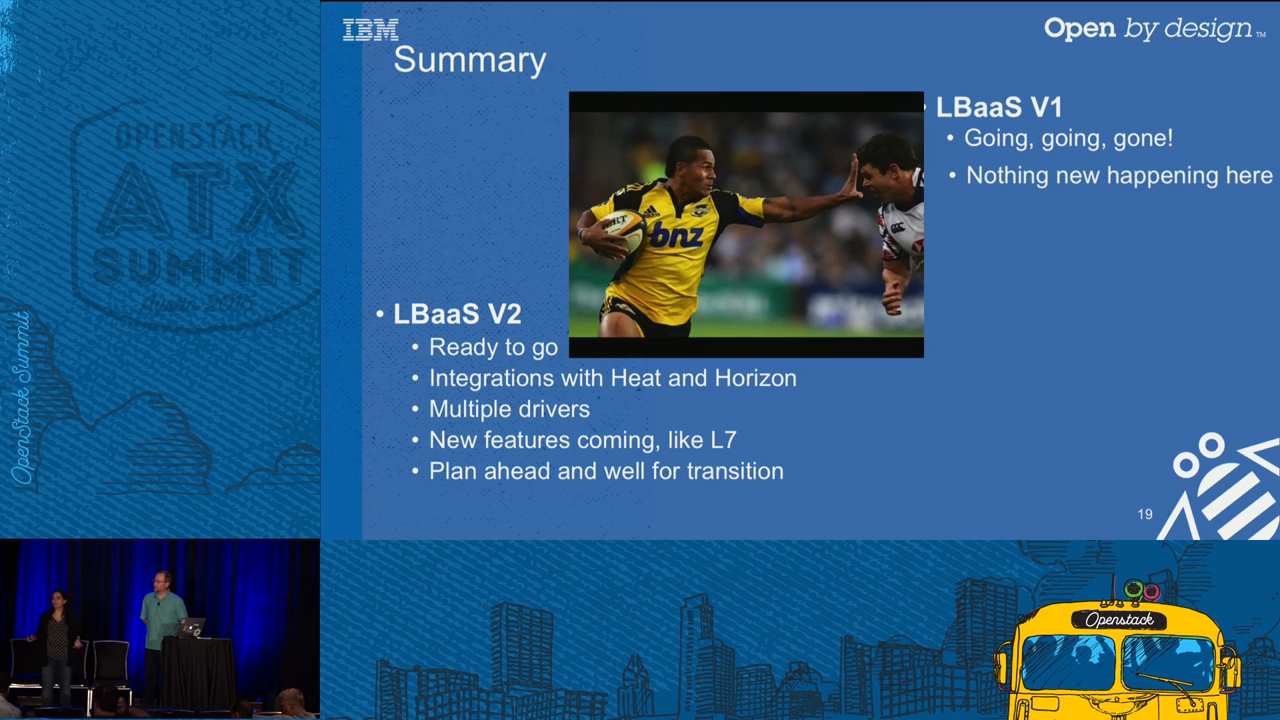 IBM
Open by design™
Summary
• LBaaS V1
• Going, going, gone!
• Nothing new happening here
bnz
• LBaaS V2
• Ready to go
• Integrations with Heat and Horizon
• Multiple drivers
• New features coming, like L7
• Plan ahead and well for transition
19
OPENSTACK
ATX
SUMMIT
OpenStack Summit
Openstack